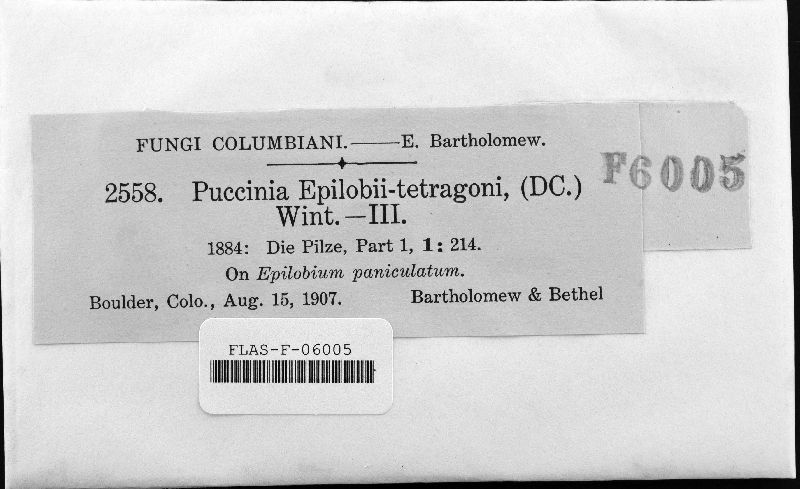 FUNGI COLUMBIANI.——E. Bartholomew.
F6005
2558. Puccinia Epilobii-tetragoni, (DC.)
Wint.—III.
1884: Die Pilze, Part 1, 1: 214.
On Epilobium paniculatum.
Boulder, Colo., Aug. 15, 1907. Bartholomew & Bethel
FLAS-F-06005